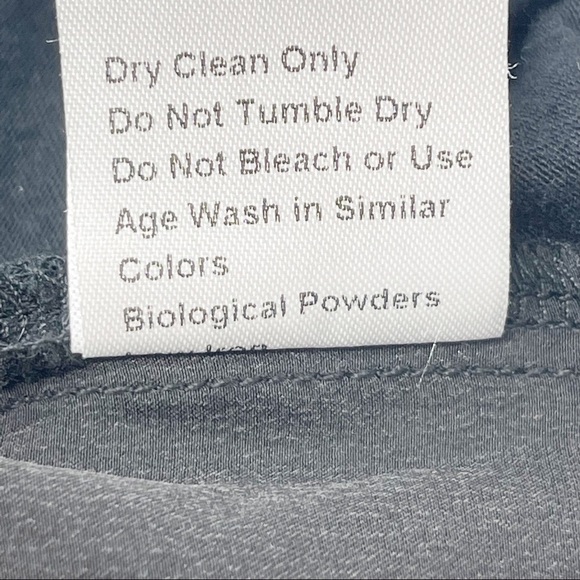 Dry Clean Only
Do Not Tumble Dry
Do Not Bleach or Use
Age Wash in Similar
Colors
Biological Powders